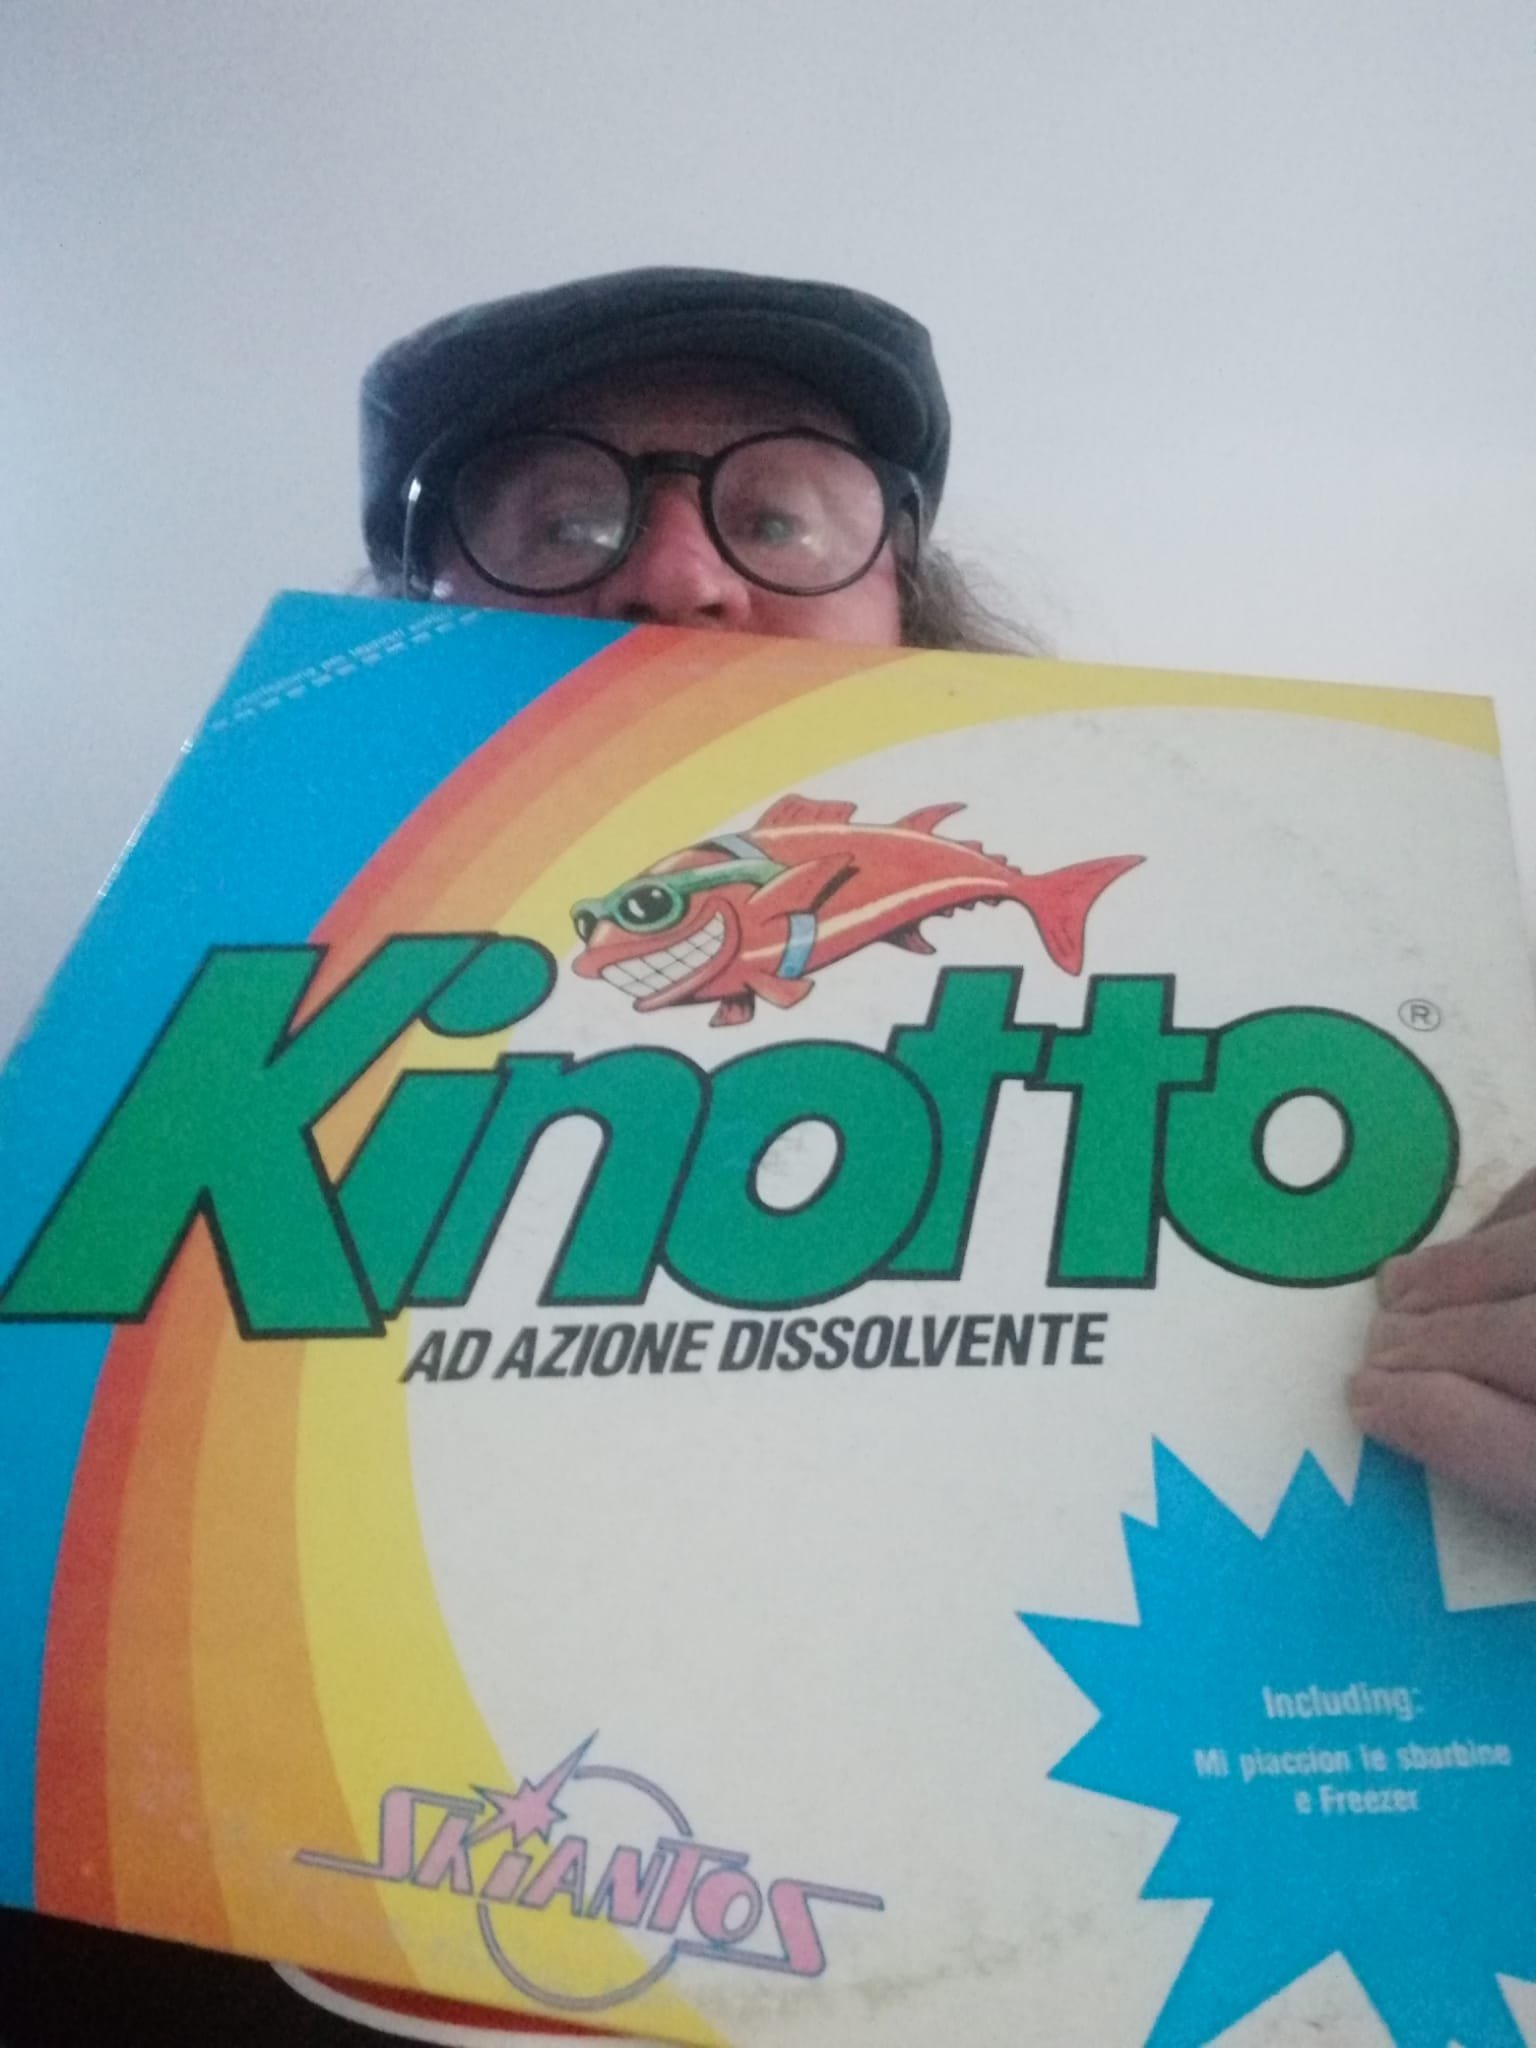 Kinotto
®
AD AZIONE DISSOLVENTE
Including:
Mi piaccion le sbarbine
e Freezer
SKIANTOS